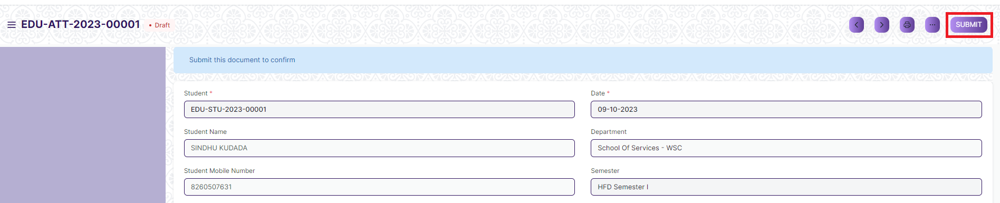 EDU-ATT-2023-00001 • Draft SUBMIT
Submit this document to confirm
Student * Date *
EDU-STU-2023-00001 09-10-2023
Student Name Department
SINDHU KUDADA School Of Services - WSC
Student Mobile Number Semester
8260507631 HFD Semester I